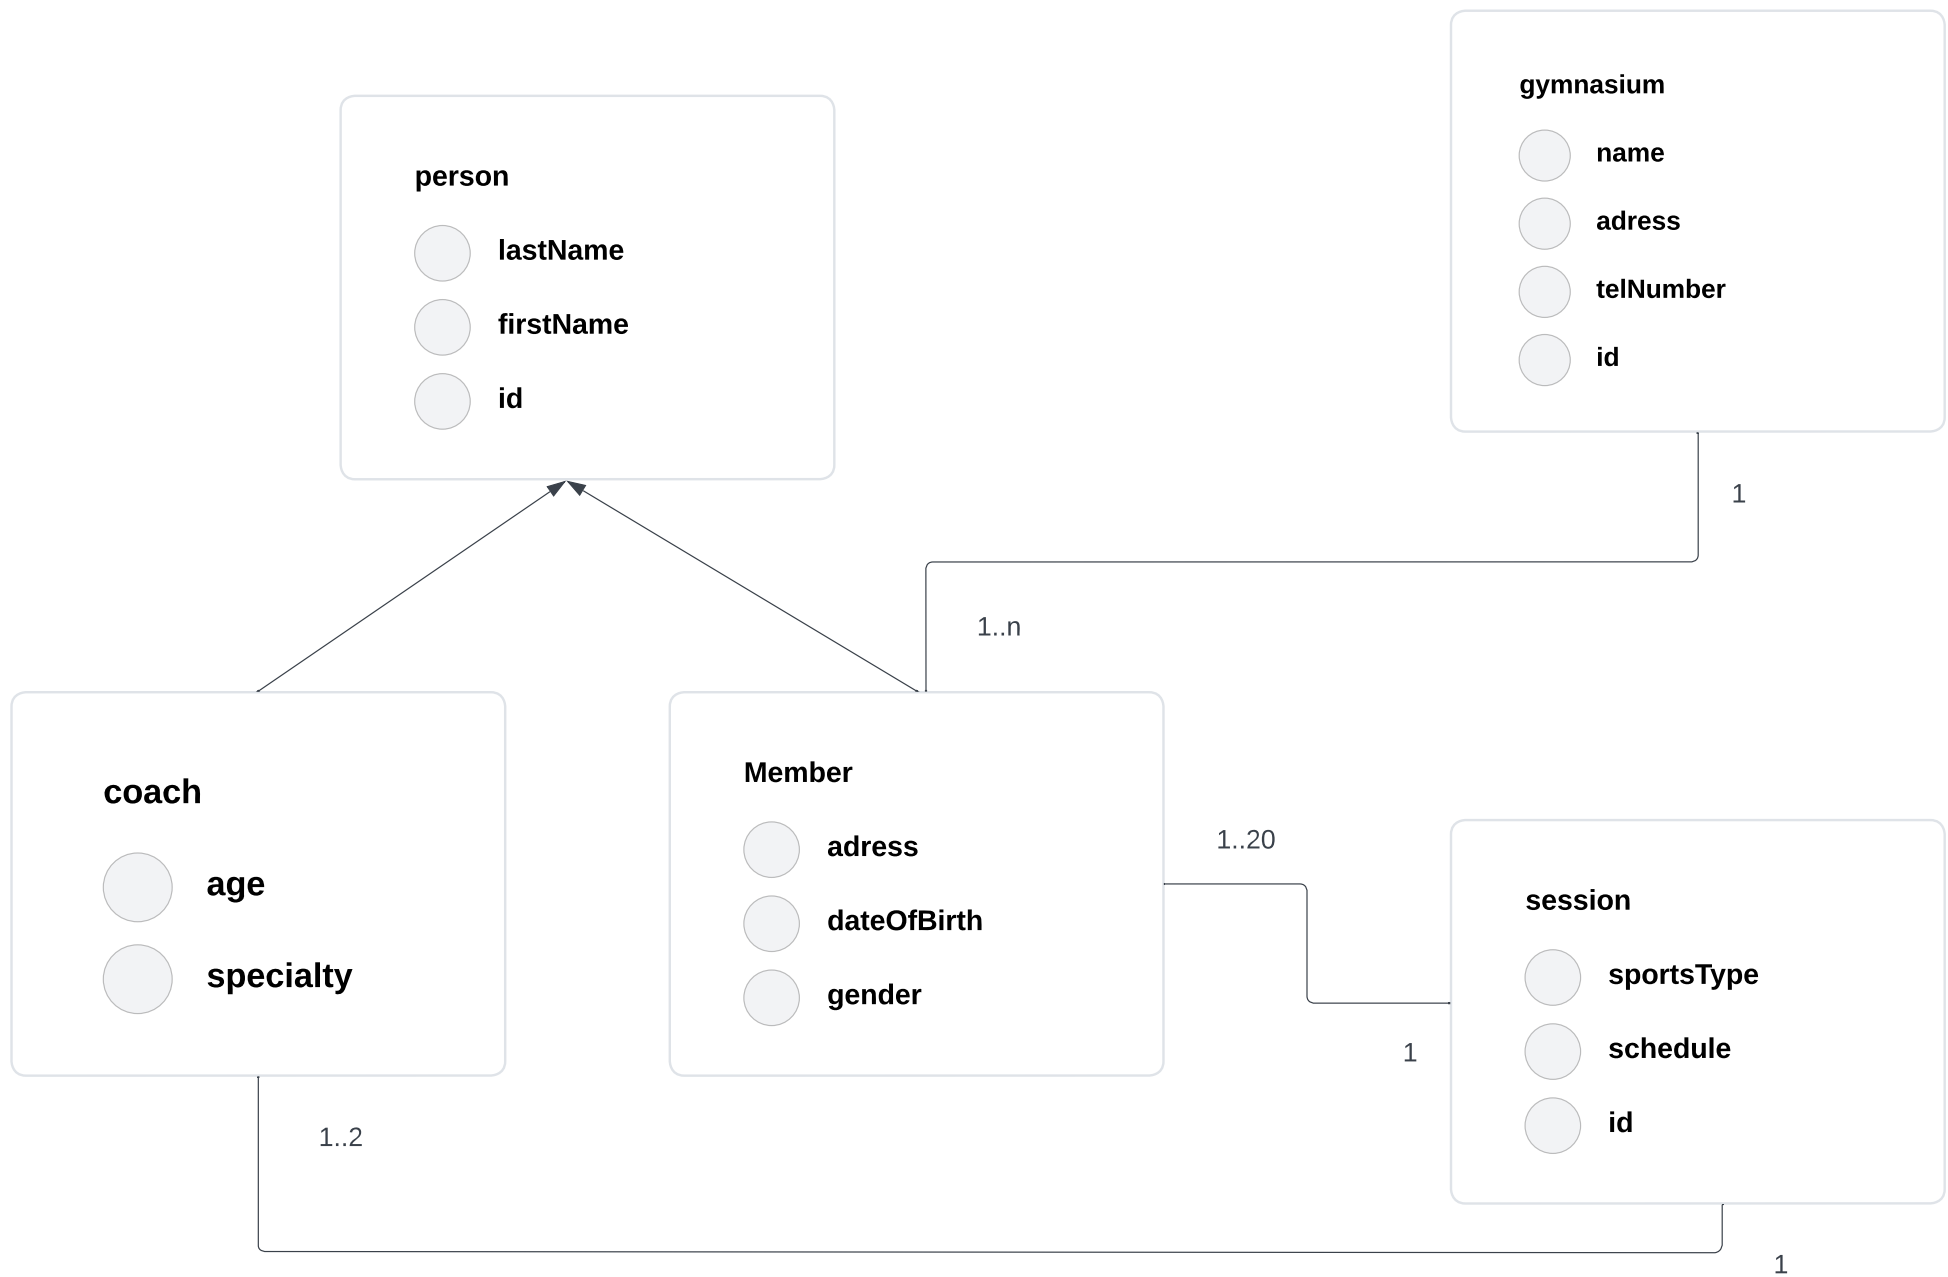 person
lastName
firstName
id
gymnasium
name
adress
telNumber
id
1
1..n
coach
age
specialty
Member
adress
dateOfBirth
gender
1..20
1
session
sportsType
schedule
id
1..2
1